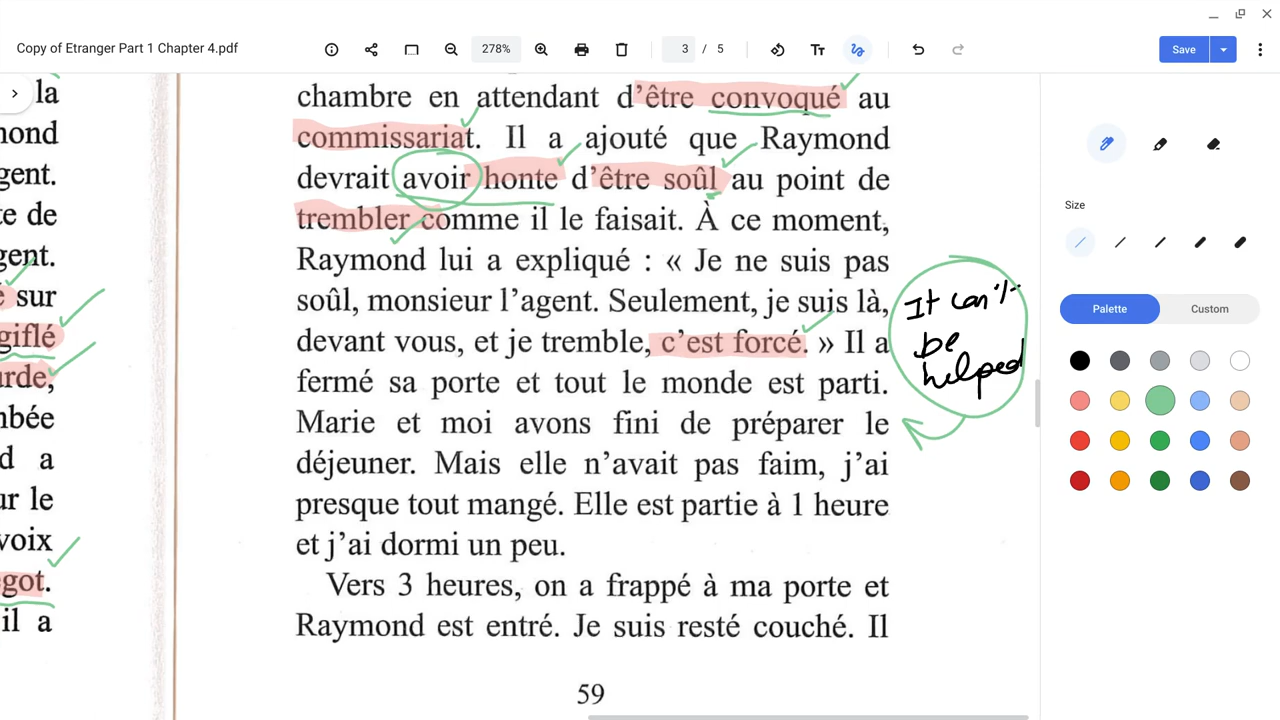 Copy of Etranger Part 1 Chapter 4.pdf
278%
3 / 5
Save
la
mond
gent.
te de
gent.
é sur
giflé
urde,
mbée
d a
ur le
voix
egot.
il a
chambre en attendant d'être convoqué au
commissariat. Il a ajouté que Raymond
devrait avoir honte d'être soûl au point de
trembler comme il le faisait. À ce moment,
Raymond lui a expliqué : « Je ne suis pas
soûl, monsieur l'agent. Seulement, je suis là,
devant vous, et je tremble, c'est forcé. » Il a
fermé sa porte et tout le monde est parti.
Marie et moi avons fini de préparer le
déjeuner. Mais elle n'avait pas faim, j'ai
presque tout mangé. Elle est partie à 1 heure
et j'ai dormi un peu.
Vers 3 heures, on a frappé à ma porte et
Raymond est entré. Je suis resté couché. Il
59
It can't
be
helped
Size
Palette
Custom